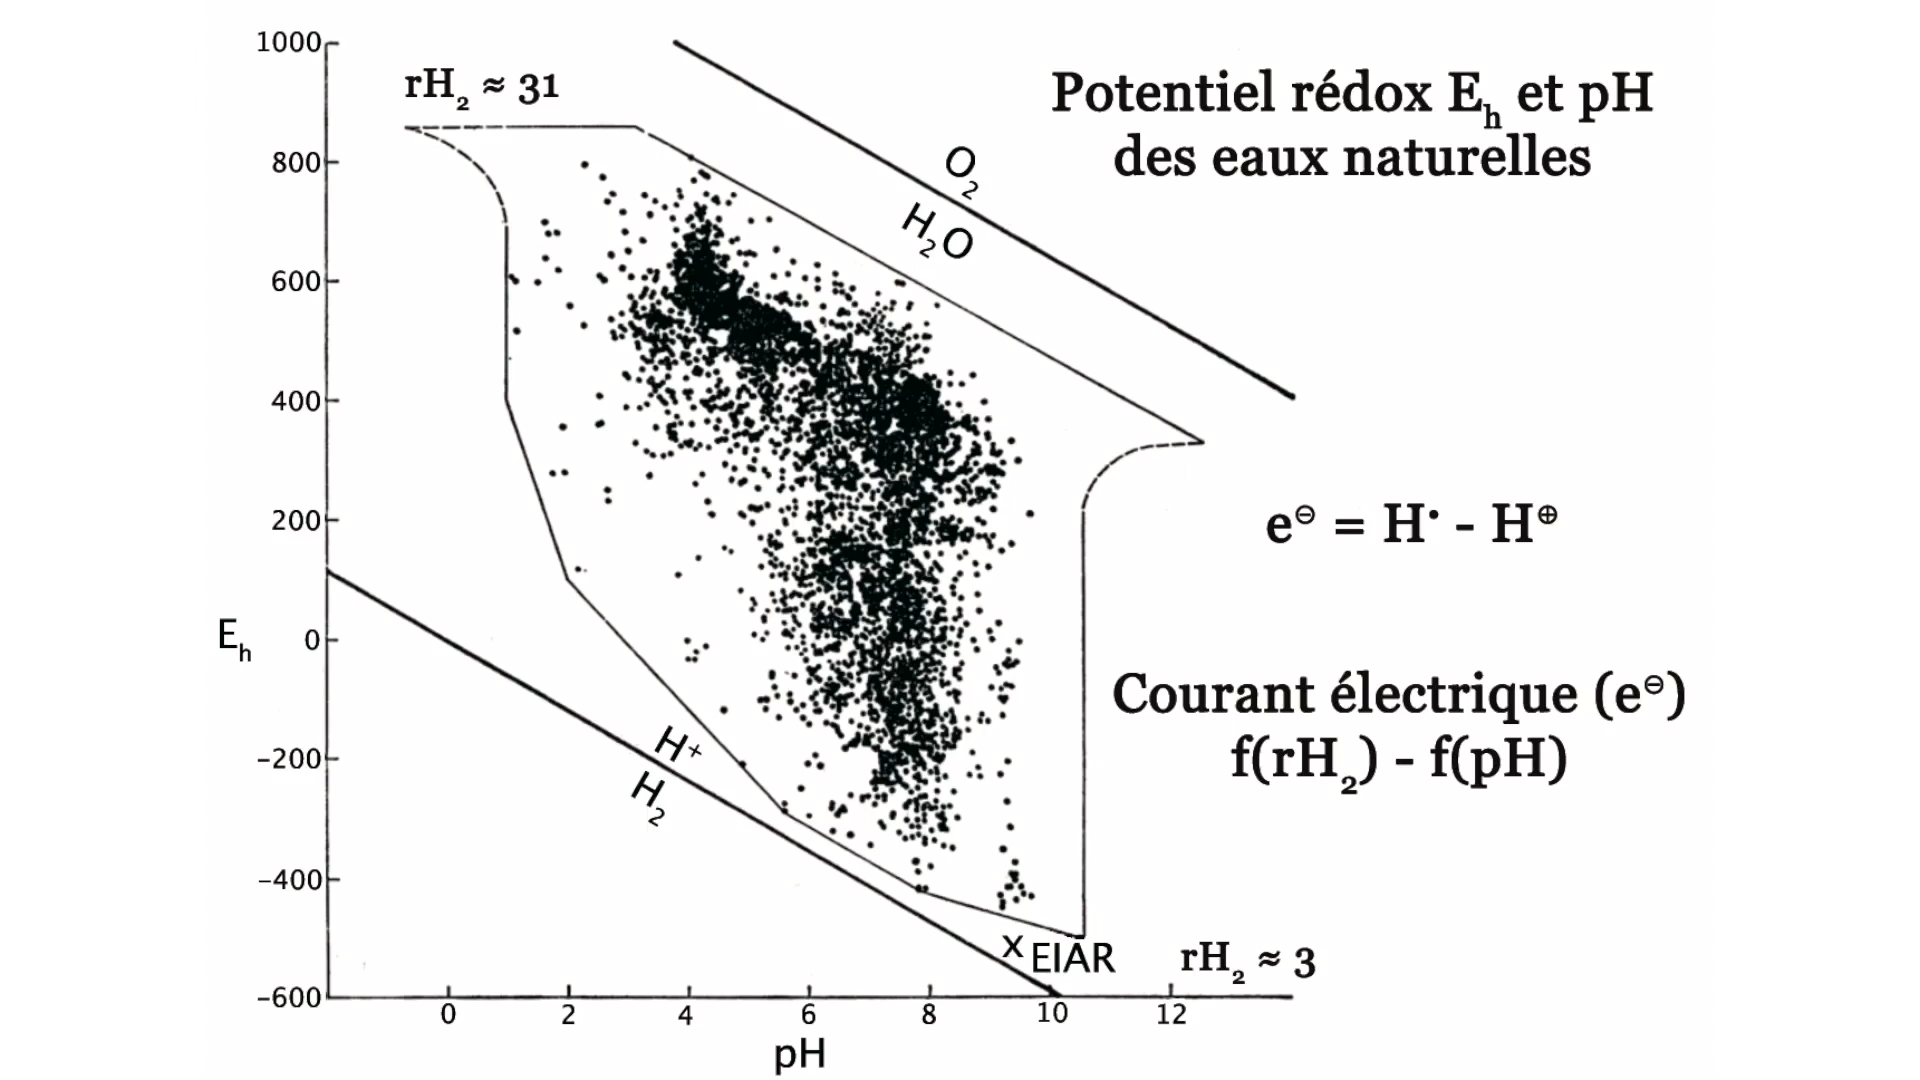 Potentiel rédox Eₕ et pH
des eaux naturelles
rH₂ ≈ 31
O₂
H₂O
1000
800
600
400
200
0
−200
−400
−600
Eₕ
e⊖ = H· - H⊕
Courant électrique (e⊖)
f(rH₂) - f(pH)
H⁺
H₂
x EIAR
rH₂ ≈ 3
0 2 4 6 8 10 12
pH